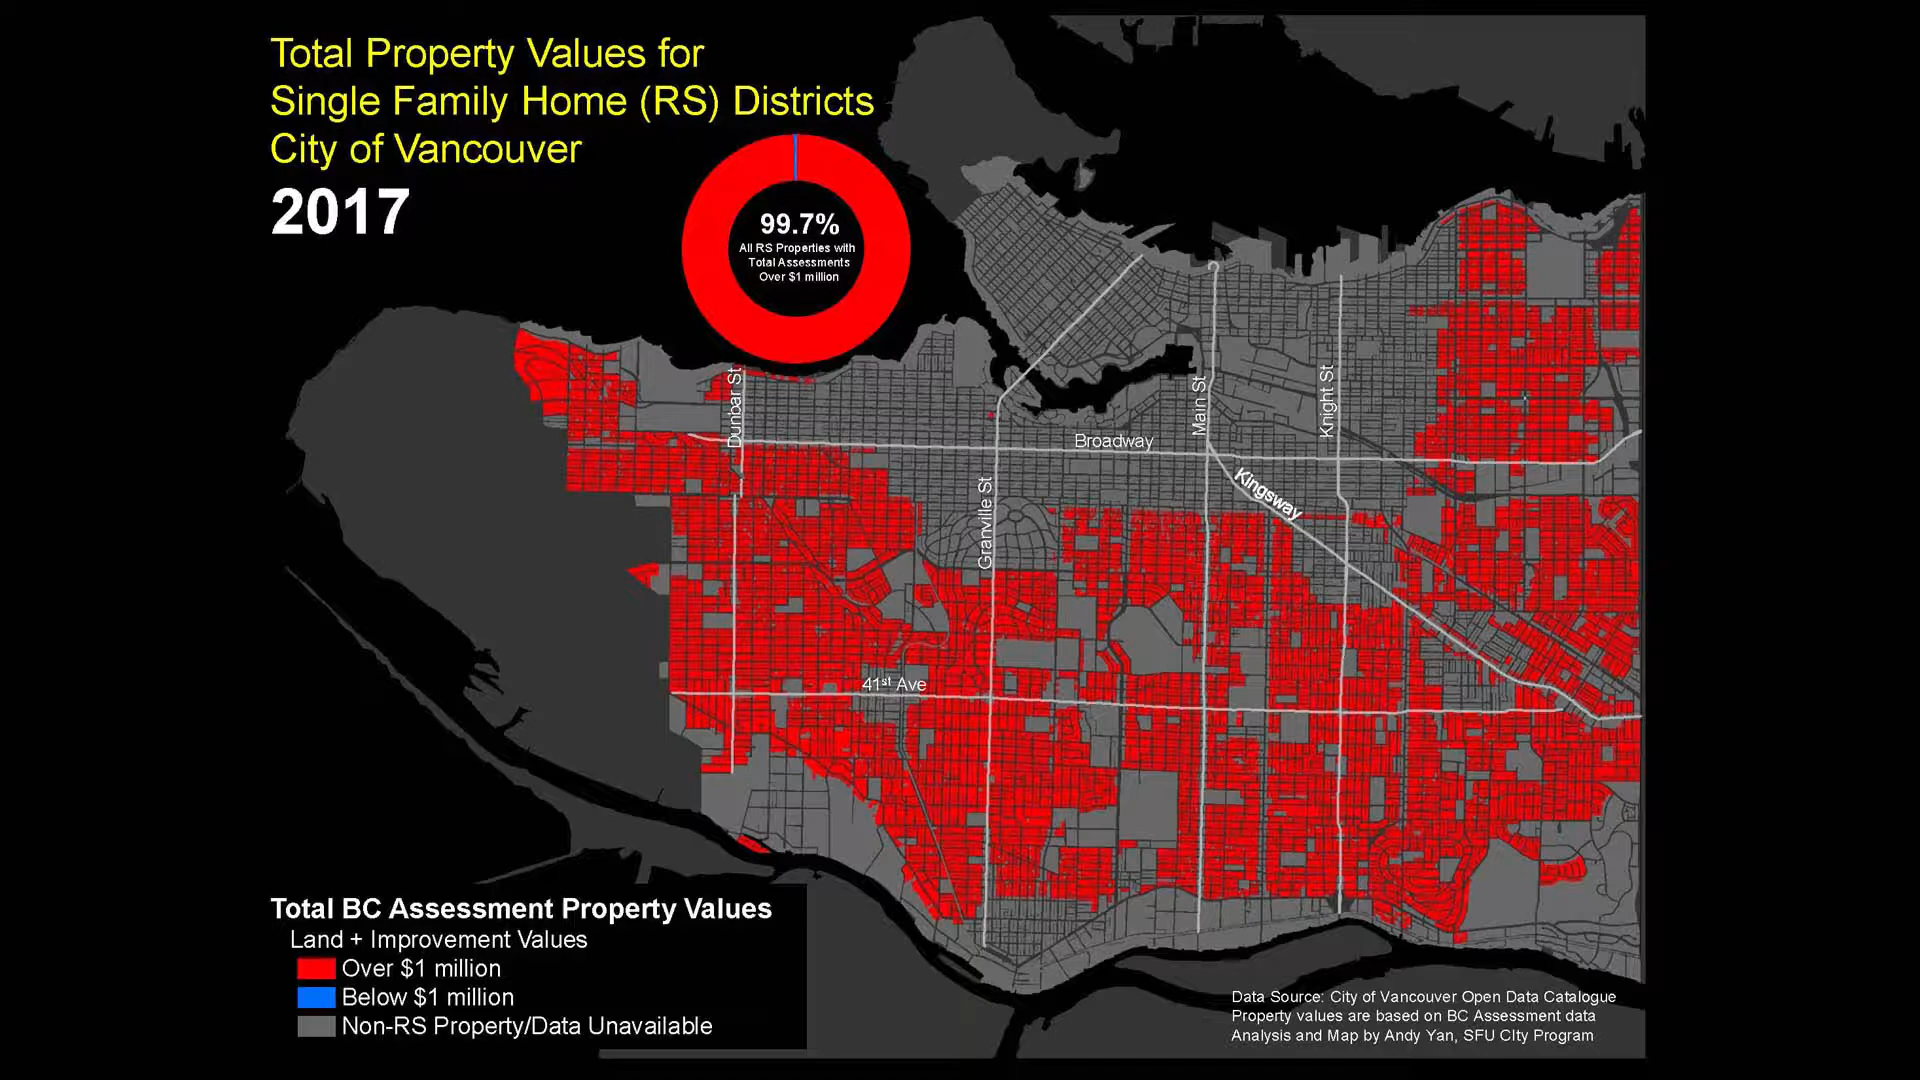 Total Property Values for
Single Family Home (RS) Districts
City of Vancouver
2017
99.7%
All RS Properties with
Total Assessments
Over $1 million
Dunbar St
Granville St
Main St
Knight St
Broadway
Kingsway
41st Ave
Total BC Assessment Property Values
Land + Improvement Values
Over $1 million
Below $1 million
Non-RS Property/Data Unavailable
Data Source: City of Vancouver Open Data Catalogue
Property values are based on BC Assessment data
Analysis and Map by Andy Yan, SFU CIty Program